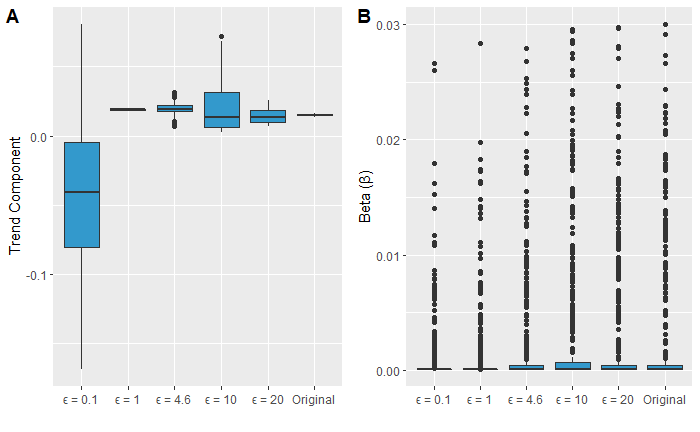 A
Trend Component
0.0
-0.1
ϵ = 0.1 ϵ = 1 ϵ = 4.6 ϵ = 10 ϵ = 20 Original
B
Beta (β)
0.03
0.02
0.01
0.00
ϵ = 0.1 ϵ = 1 ϵ = 4.6 ϵ = 10 ϵ = 20 Original